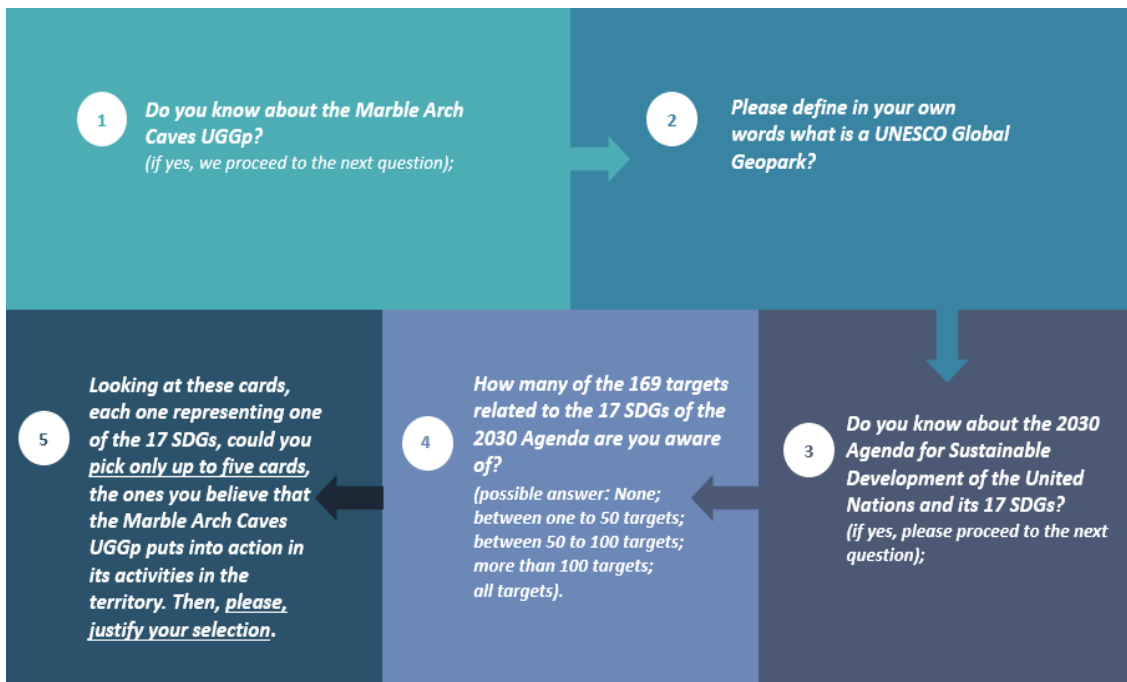 1
Do you know about the Marble Arch
Caves UGGp?
(if yes, we proceed to the next question);
2
Please define in your own
words what is a UNESCO Global
Geopark?
3
Do you know about the 2030
Agenda for Sustainable
Development of the United
Nations and its 17 SDGs?
(if yes, please proceed to the next
question);
4
How many of the 169 targets
related to the 17 SDGs of the
2030 Agenda are you aware
of?
(possible answer: None;
between one to 50 targets;
between 50 to 100 targets;
more than 100 targets;
all targets).
5
Looking at these cards,
each one representing one
of the 17 SDGs, could you
pick only up to five cards,
the ones you believe that
the Marble Arch Caves
UGGp puts into action in
its activities in the
territory. Then, please,
justify your selection.